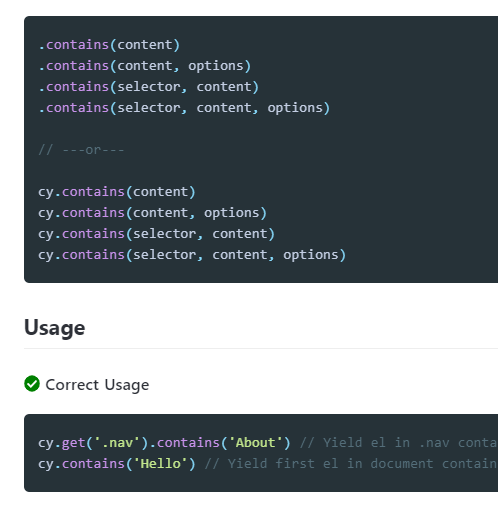 .contains(content)
.contains(content, options)
.contains(selector, content)
.contains(selector, content, options)
// ---or---
cy.contains(content)
cy.contains(content, options)
cy.contains(selector, content)
cy.contains(selector, content, options)
Usage
Correct Usage
cy.get('.nav').contains('About') // Yield el in .nav conta
cy.contains('Hello') // Yield first el in document contain